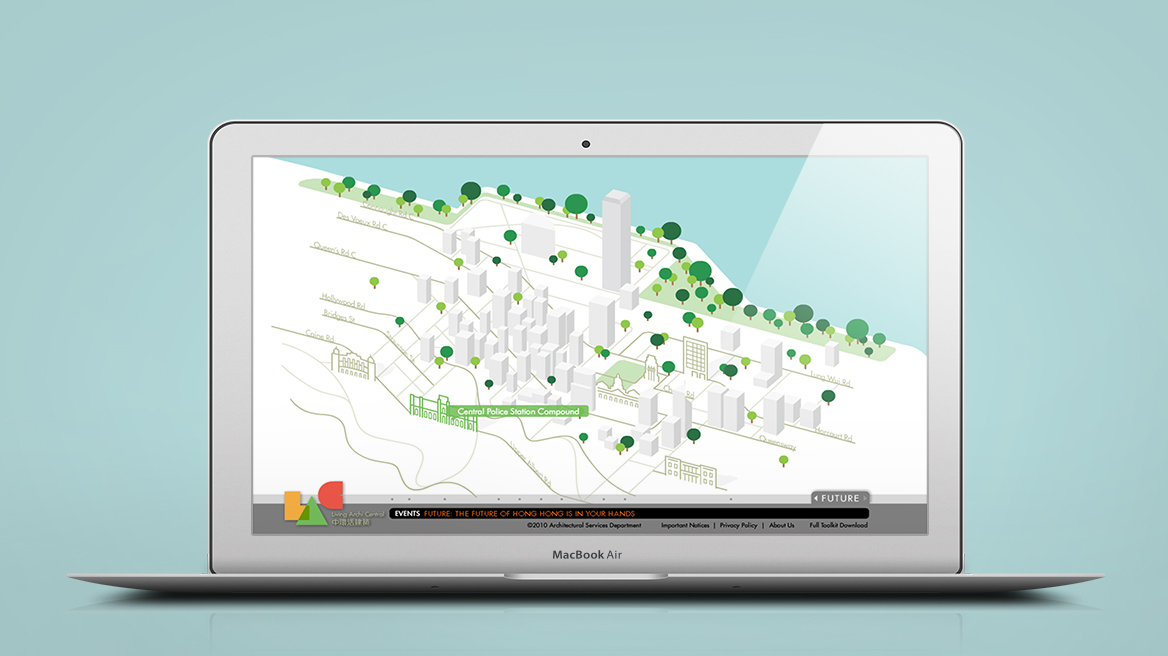 Des Voeux Rd C
Queen's Rd C
Hollywood Rd
Bridges St
Caine Rd
Lung Wui Rd
Central Police Station Compound
Harcourt Rd
Queensway
FUTURE
Living Archi Central
中環活建築
EVENTS FUTURE: THE FUTURE OF HONG HONG IS IN YOUR HANDS
©2010 Architectural Services Department Important Notices | Privacy Policy | About Us Full Toolkit Download
MacBook Air